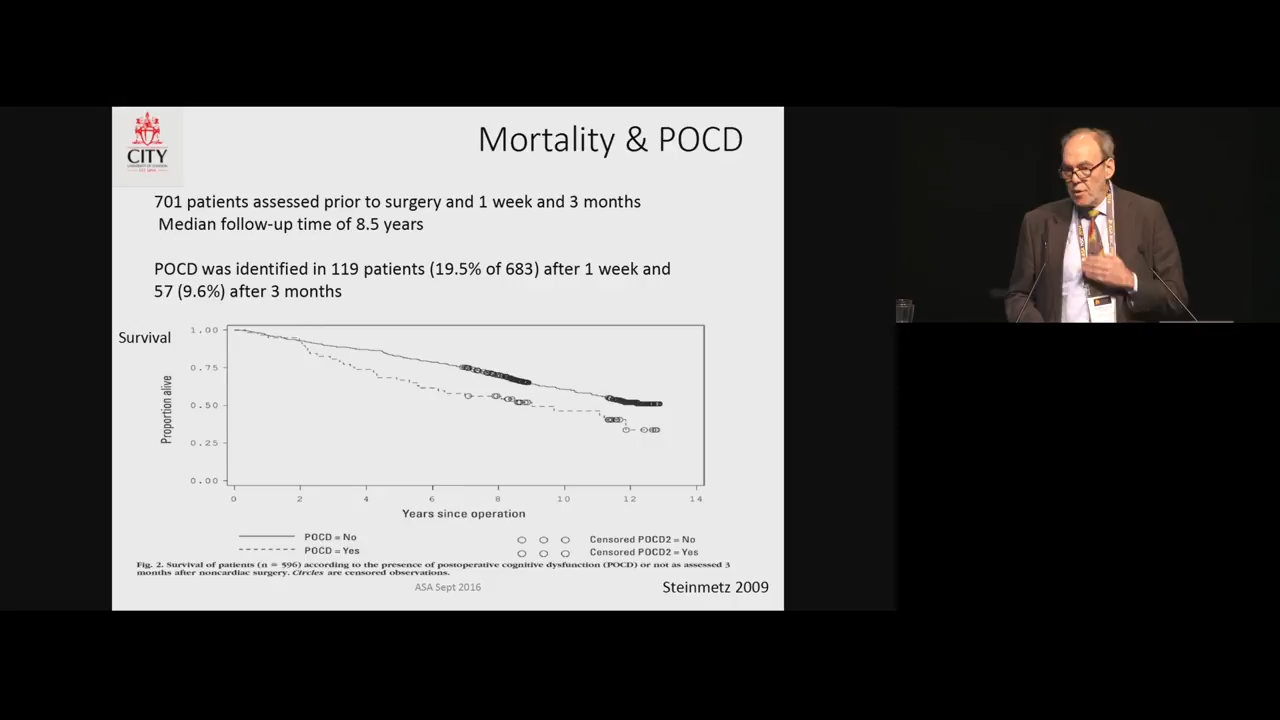 CITY
UNIVERSITY OF LONDON
EST 1894
Mortality & POCD
701 patients assessed prior to surgery and 1 week and 3 months
Median follow-up time of 8.5 years
POCD was identified in 119 patients (19.5% of 683) after 1 week and
57 (9.6%) after 3 months
Survival
Proportion alive
1.00
0.75
0.50
0.25
0.00
0 2 4 6 8 10 12 14
Years since operation
POCD = No
POCD = Yes
Censored POCD2 = No
Censored POCD2 = Yes
Fig. 2. Survival of patients (n = 596) according to the presence of postoperative cognitive dysfunction (POCD) or not as assessed 3
months after noncardiac surgery. Circles are censored observations.
ASA Sept 2016
Steinmetz 2009